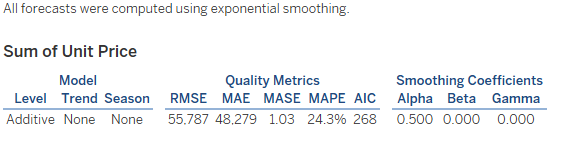 All forecasts were computed using exponential smoothing.
Sum of Unit Price
Model Quality Metrics Smoothing Coefficients
Level Trend Season RMSE MAE MASE MAPE AIC Alpha Beta Gamma
Additive None None 55,787 48,279 1.03 24.3% 268 0.500 0.000 0.000